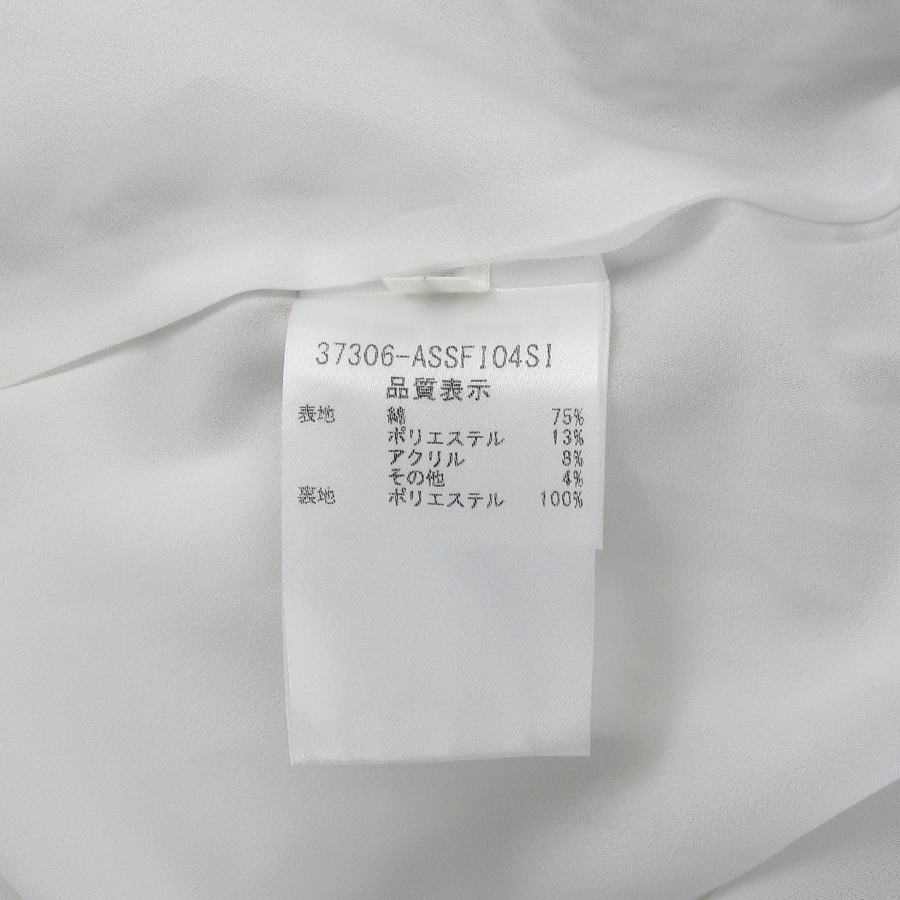 37306-ASSFI04SI
品質表示
表地 綿 75%
ポリエステル 13%
アクリル 8%
その他 4%
裏地 ポリエステル 100%